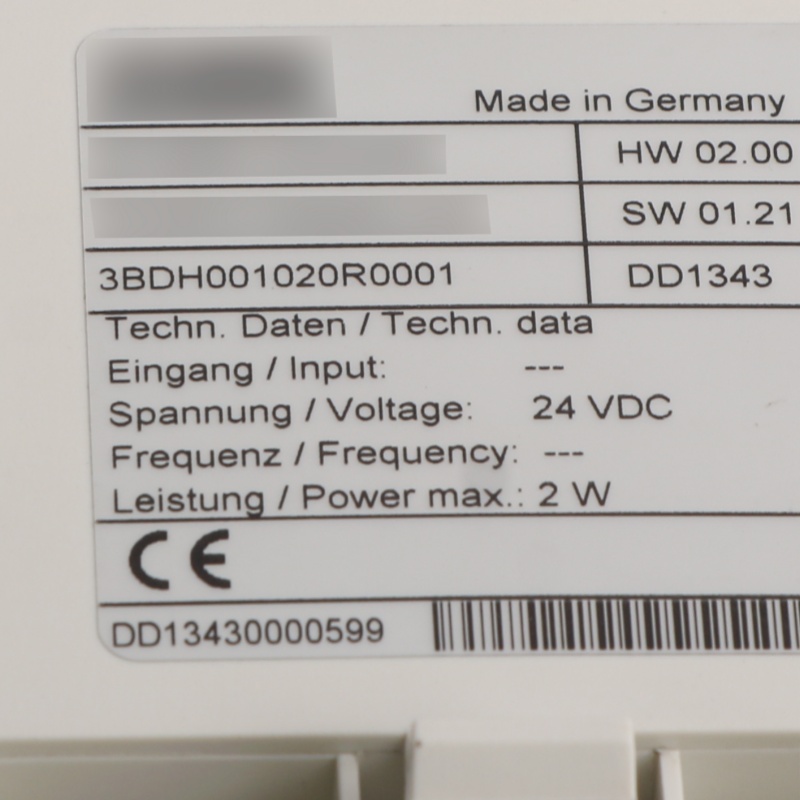 Made in Germany
HW 02.00
SW 01.21
3BDH001020R0001 DD1343
Techn. Daten / Techn. data
Eingang / Input: ---
Spannung / Voltage: 24 VDC
Frequenz / Frequency: ---
Leistung / Power max.: 2 W
CE
DD13430000599